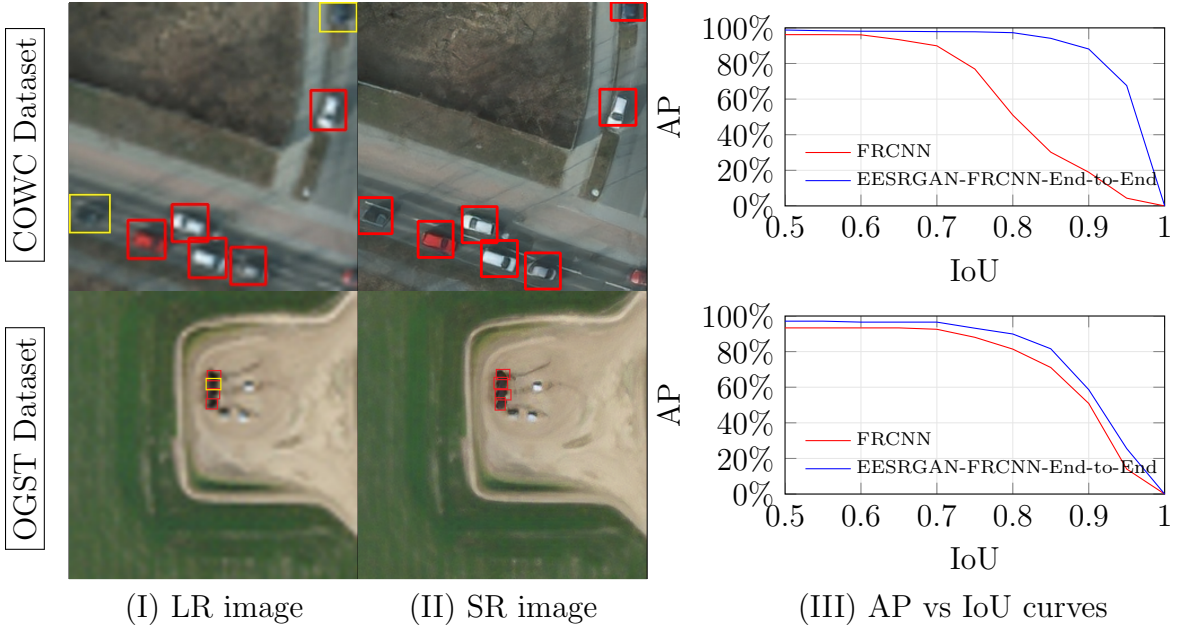 COWC Dataset
100%
80%
60%
40%
20%
0%
AP
FRCNN
EESRGAN-FRCNN-End-to-End
0.5 0.6 0.7 0.8 0.9 1
IoU
OGST Dataset
100%
80%
60%
40%
20%
0%
AP
FRCNN
EESRGAN-FRCNN-End-to-End
0.5 0.6 0.7 0.8 0.9 1
IoU
(I) LR image (II) SR image (III) AP vs IoU curves